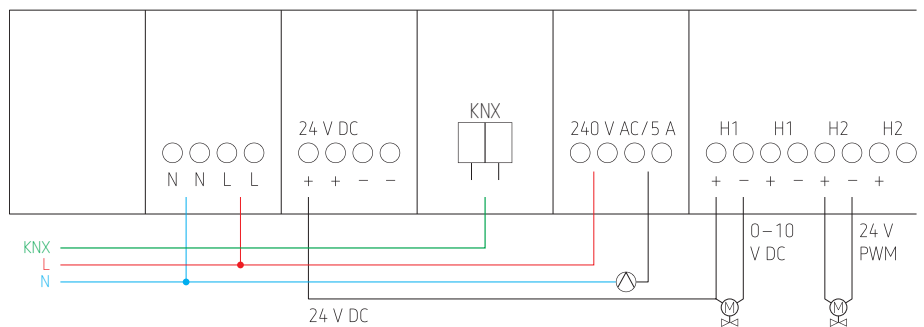 KNX
24 V DC
240 V AC/5 A
H1 H1 H2 H2
N N L L
+ + − −
+ − + − + − +
0–10
V DC
24 V
PWM
KNX
L
N
24 V DC
M
M